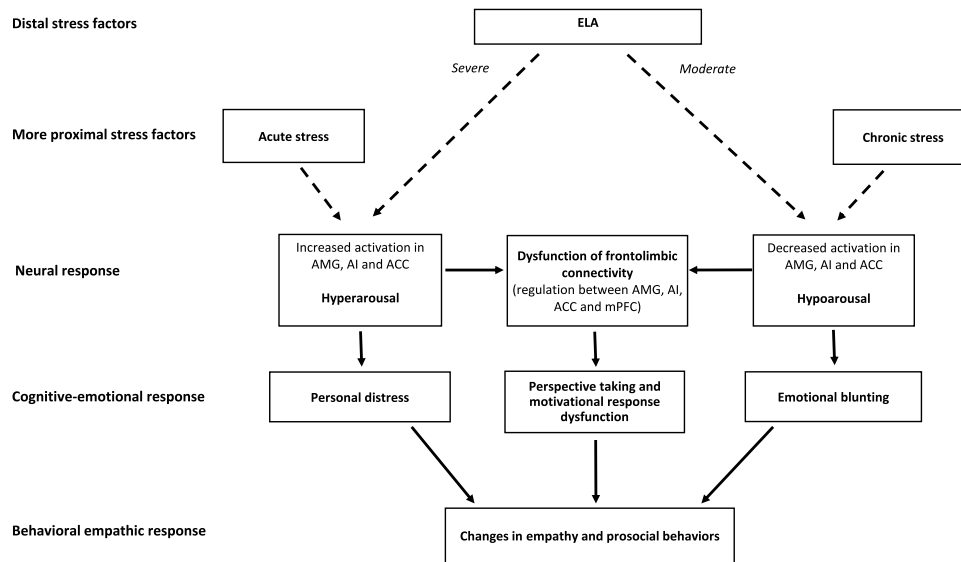 Distal stress factors
ELA
Severe
Moderate
More proximal stress factors
Acute stress
Chronic stress
Neural response
Increased activation in
AMG, AI and ACC
Hyperarousal
Dysfunction of frontolimbic
connectivity
(regulation between AMG, AI,
ACC and mPFC)
Decreased activation in
AMG, AI and ACC
Hypoarousal
Cognitive-emotional response
Personal distress
Perspective taking and
motivational response
dysfunction
Emotional blunting
Behavioral empathic response
Changes in empathy and prosocial behaviors